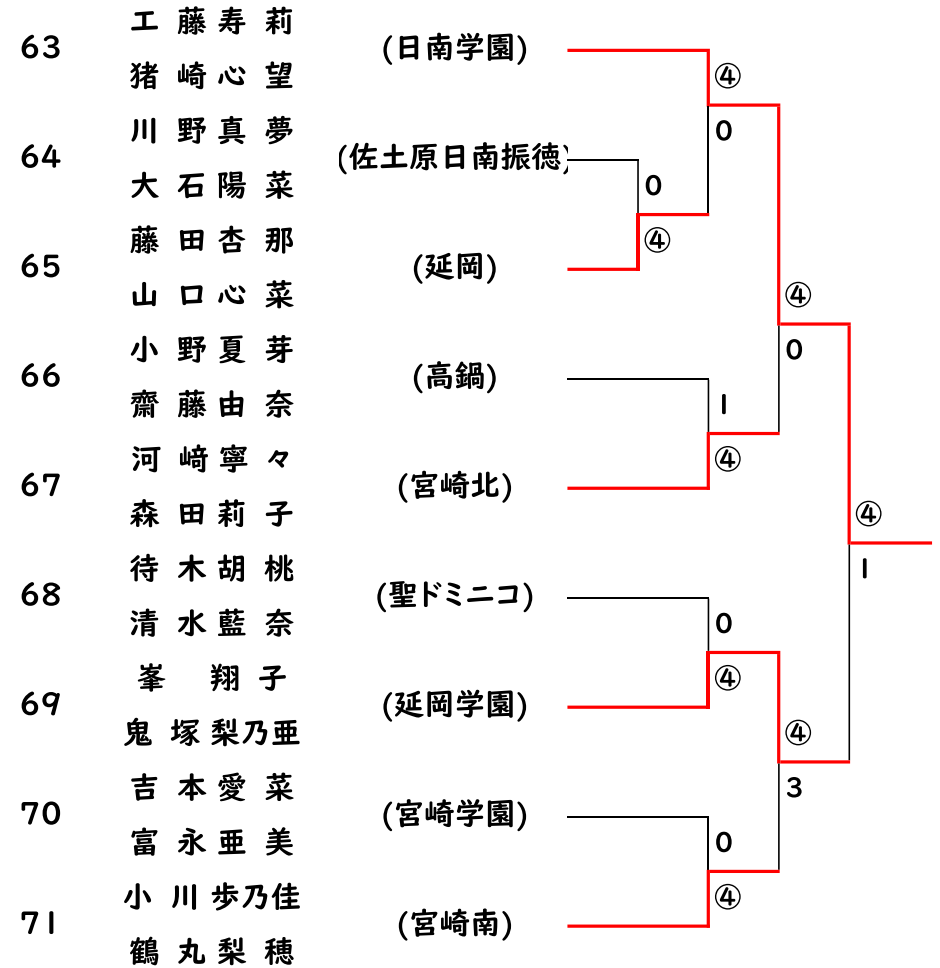 工藤寿莉
63 (日南学園)
猪崎心望
④
川野真夢
0
64 (佐土原日南振徳)
大石陽菜
0
藤田杏那
④
65 (延岡)
山口心菜
④
小野夏芽
0
66 (高鍋)
齋藤由奈
1
河﨑寧々
④
67 (宮崎北)
森田莉子
④
待木胡桃
1
68 (聖ドミニコ)
清水藍奈
0
峯翔子
④
69 (延岡学園)
鬼塚梨乃亜
④
吉本愛菜
3
70 (宮崎学園)
富永亜美
0
小川歩乃佳
④
71 (宮崎南)
鶴丸梨穂